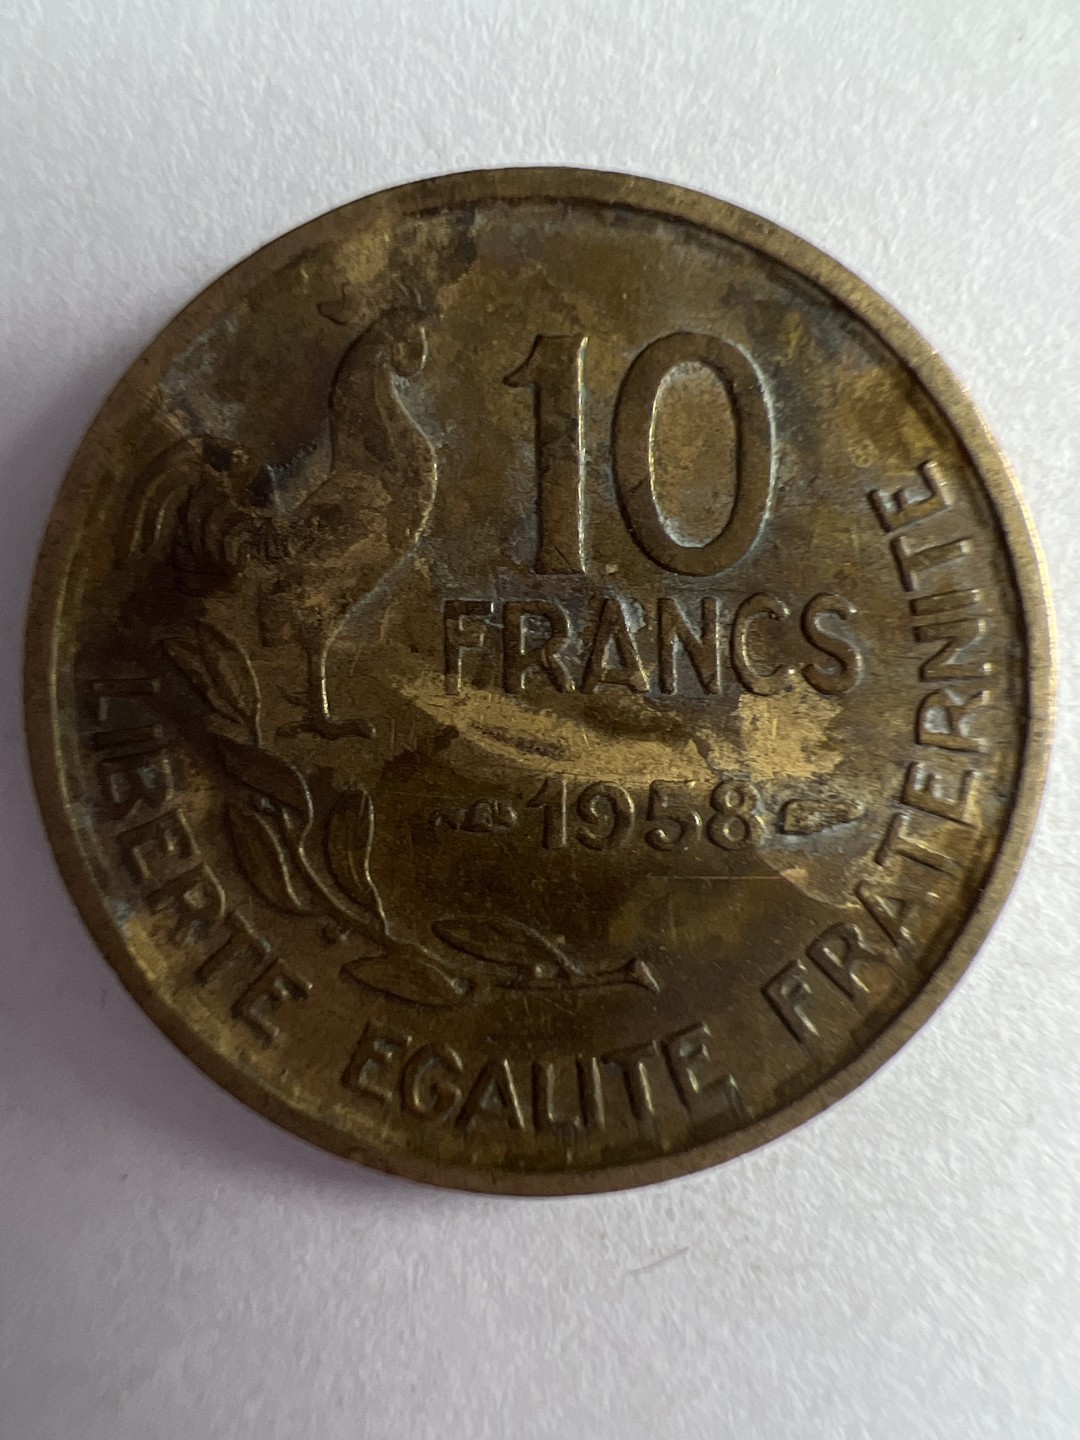 10
FRANCS
1958
LIBERTE EGALITE FRATERNITE